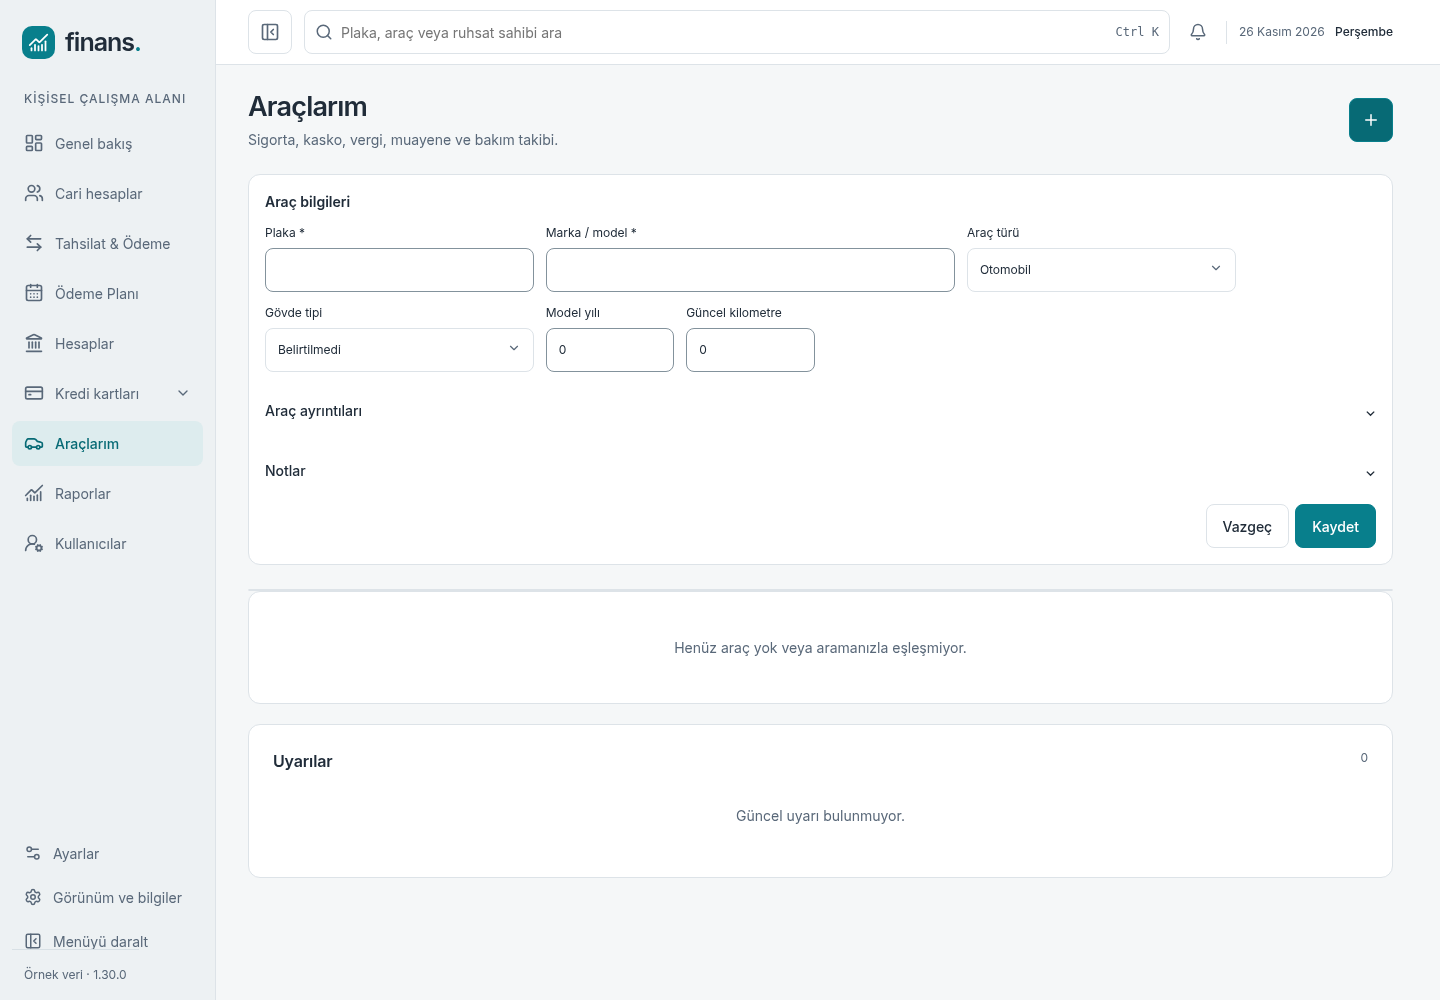 finans.
Plaka, araç veya ruhsat sahibi ara
Ctrl K
26 Kasım 2026 Perşembe
KİŞİSEL ÇALIŞMA ALANI
Genel bakış
Cari hesaplar
Tahsilat & Ödeme
Ödeme Planı
Hesaplar
Kredi kartları
Araçlarım
Raporlar
Kullanıcılar
Ayarlar
Görünüm ve bilgiler
Menüyü daralt
Örnek veri · 1.30.0
Araçlarım
Sigorta, kasko, vergi, muayene ve bakım takibi.
Araç bilgileri
Plaka *
Marka / model *
Araç türü
Otomobil
Gövde tipi
Model yılı
Güncel kilometre
Belirtilmedi
0
0
Araç ayrıntıları
Notlar
Vazgeç
Kaydet
Henüz araç yok veya aramanızla eşleşmiyor.
Uyarılar
0
Güncel uyarı bulunmuyor.